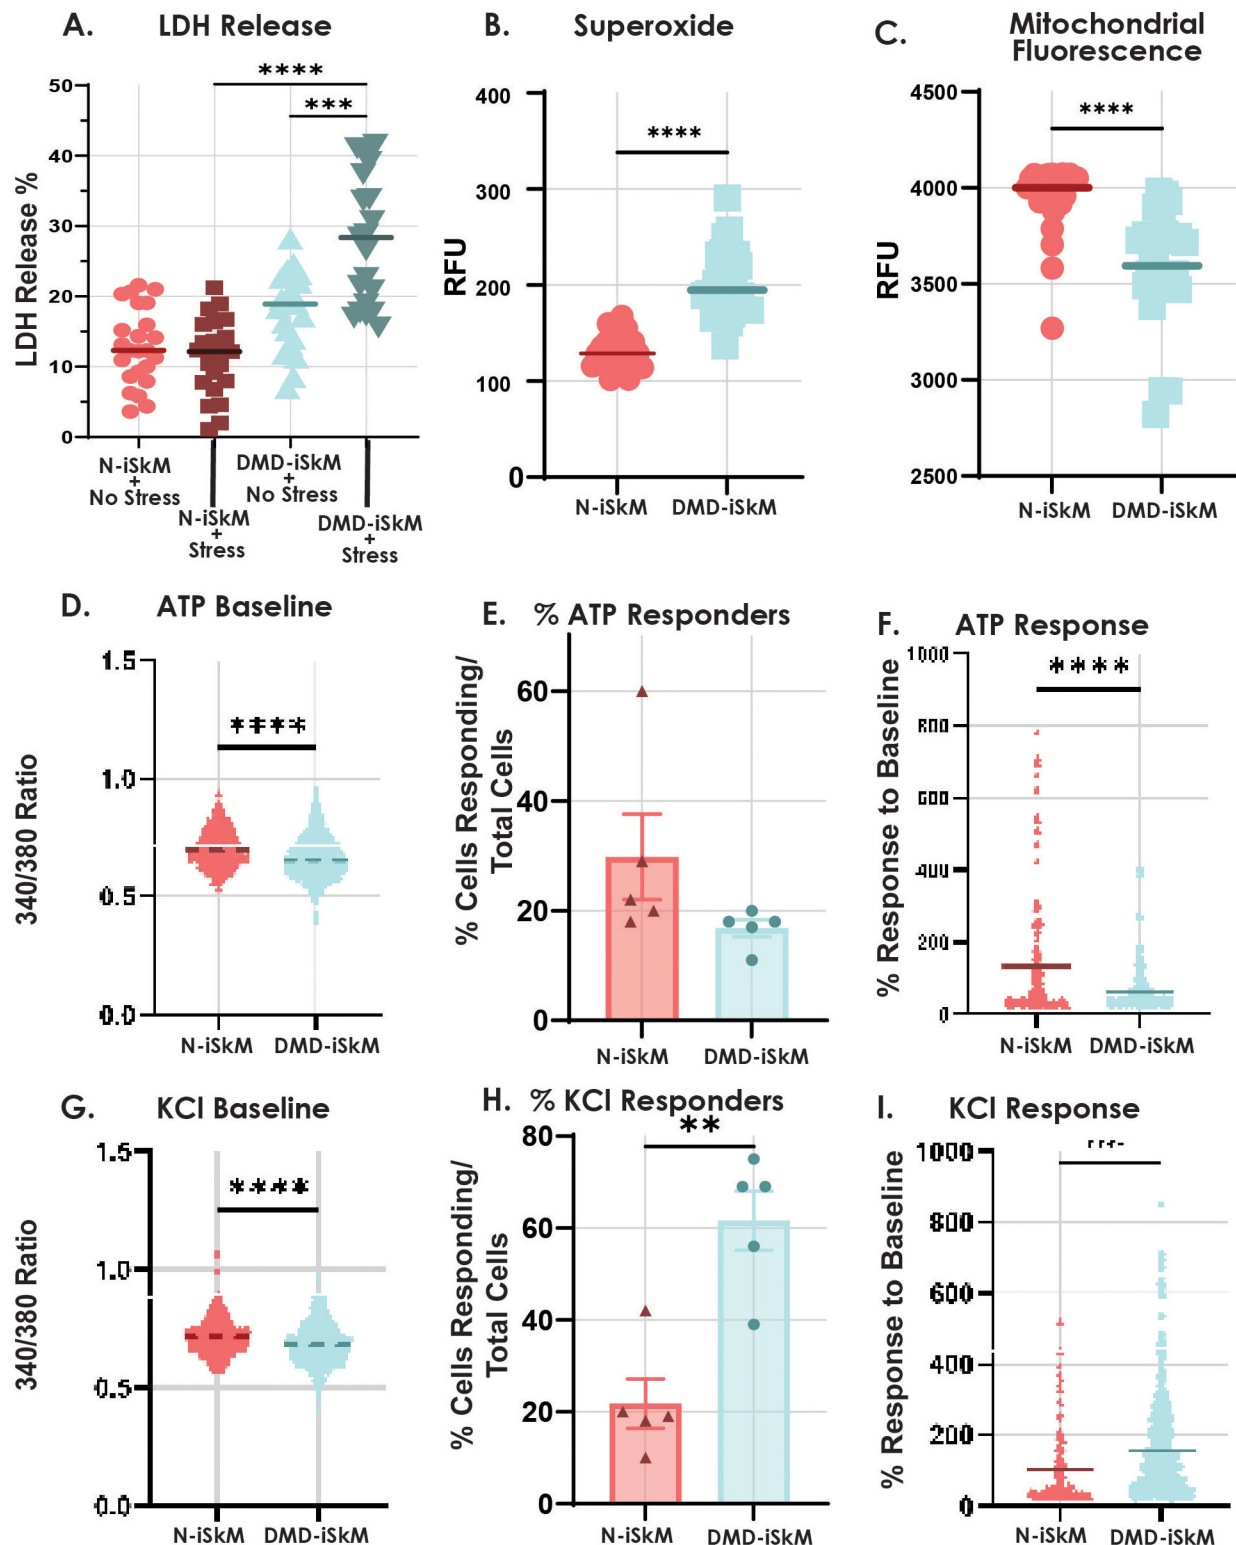 A. LDH Release
LDH Release %
50
40
30
20
10
0
****
***
N-iSkM
+
No Stress
N-iSkM
+
Stress
DMD-iSkM
+
No Stress
DMD-iSkM
+
Stress
B. Superoxide
RFU
400
300
200
100
0
****
N-iSkM DMD-iSkM
C. Mitochondrial
Fluorescence
RFU
4500
4000
3500
3000
2500
****
N-iSkM DMD-iSkM
D. ATP Baseline
340/380 Ratio
1.5
1.0
0.5
0.0
****
N-iSkM DMD-iSkM
E. % ATP Responders
% Cells Responding/
Total Cells
60
40
20
0
N-iSkM DMD-iSkM
F. ATP Response
% Response to Baseline
1000
800
600
400
200
0
****
N-iSkM DMD-iSkM
G. KCl Baseline
340/380 Ratio
1.5
1.0
0.5
0.0
****
N-iSkM DMD-iSkM
H. % KCl Responders
% Cells Responding/
Total Cells
80
60
40
20
0
**
N-iSkM DMD-iSkM
I. KCl Response
% Response to Baseline
1000
800
600
400
200
0
N-iSkM DMD-iSkM